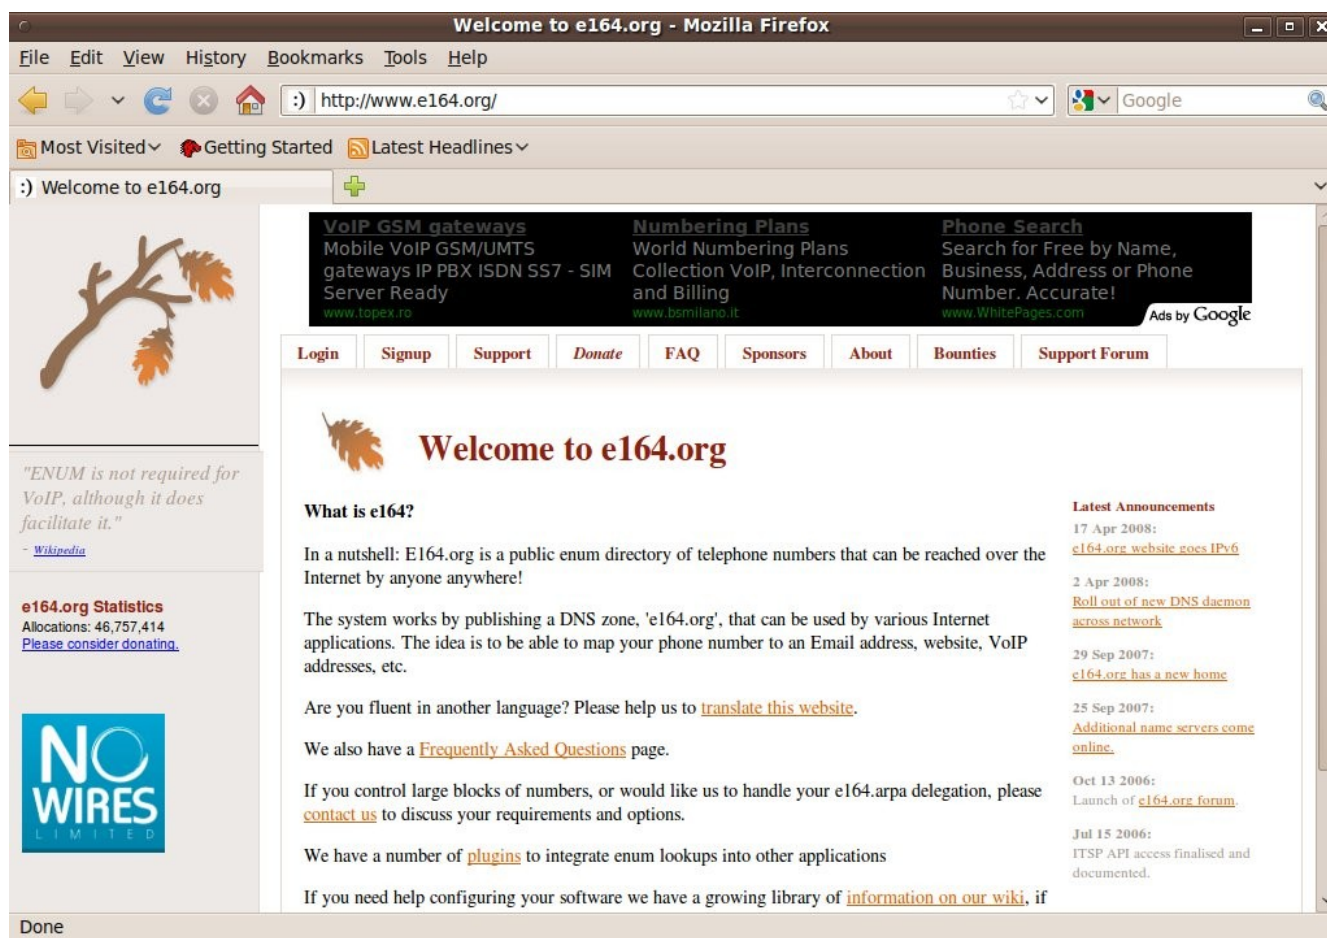 Welcome to e164.org - Mozilla Firefox
File Edit View History Bookmarks Tools Help
:) http://www.e164.org/
Google
Most Visited Getting Started Latest Headlines
:) Welcome to e164.org
VoIP GSM gateways
Mobile VoIP GSM/UMTS
gateways IP PBX ISDN SS7 - SIM
Server Ready
www.topex.ro
Numbering Plans
World Numbering Plans
Collection VoIP, Interconnection
and Billing
www.bsmilano.it
Phone Search
Search for Free by Name,
Business, Address or Phone
Number. Accurate!
www.WhitePages.com
Ads by Google
Login Signup Support Donate FAQ Sponsors About Bounties Support Forum
"ENUM is not required for
VoIP, although it does
facilitate it."
- Wikipedia
e164.org Statistics
Allocations: 46,757,414
Please consider donating.
NO
WIRES
LIMITED
Welcome to e164.org
What is e164?
In a nutshell: E164.org is a public enum directory of telephone numbers that can be reached over the
Internet by anyone anywhere!
The system works by publishing a DNS zone, 'e164.org', that can be used by various Internet
applications. The idea is to be able to map your phone number to an Email address, website, VoIP
addresses, etc.
Are you fluent in another language? Please help us to translate this website.
We also have a Frequently Asked Questions page.
If you control large blocks of numbers, or would like us to handle your e164.arpa delegation, please
contact us to discuss your requirements and options.
We have a number of plugins to integrate enum lookups into other applications
If you need help configuring your software we have a growing library of information on our wiki, if
Latest Announcements
17 Apr 2008:
e164.org website goes IPv6
2 Apr 2008:
Roll out of new DNS daemon
across network
29 Sep 2007:
e164.org has a new home
25 Sep 2007:
Additional name servers come
online.
Oct 13 2006:
Launch of e164.org forum.
Jul 15 2006:
ITSP API access finalised and
documented.
Done